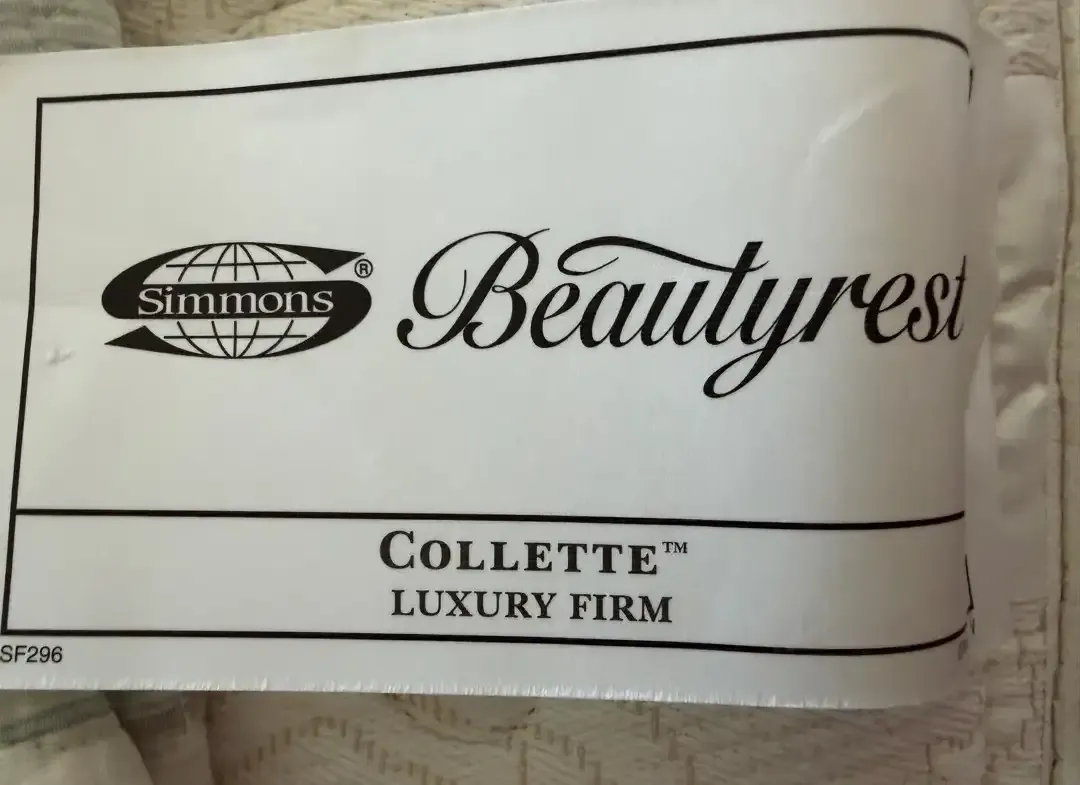 Simmons® Beautyrest
COLLETTE™
LUXURY FIRM
SF296